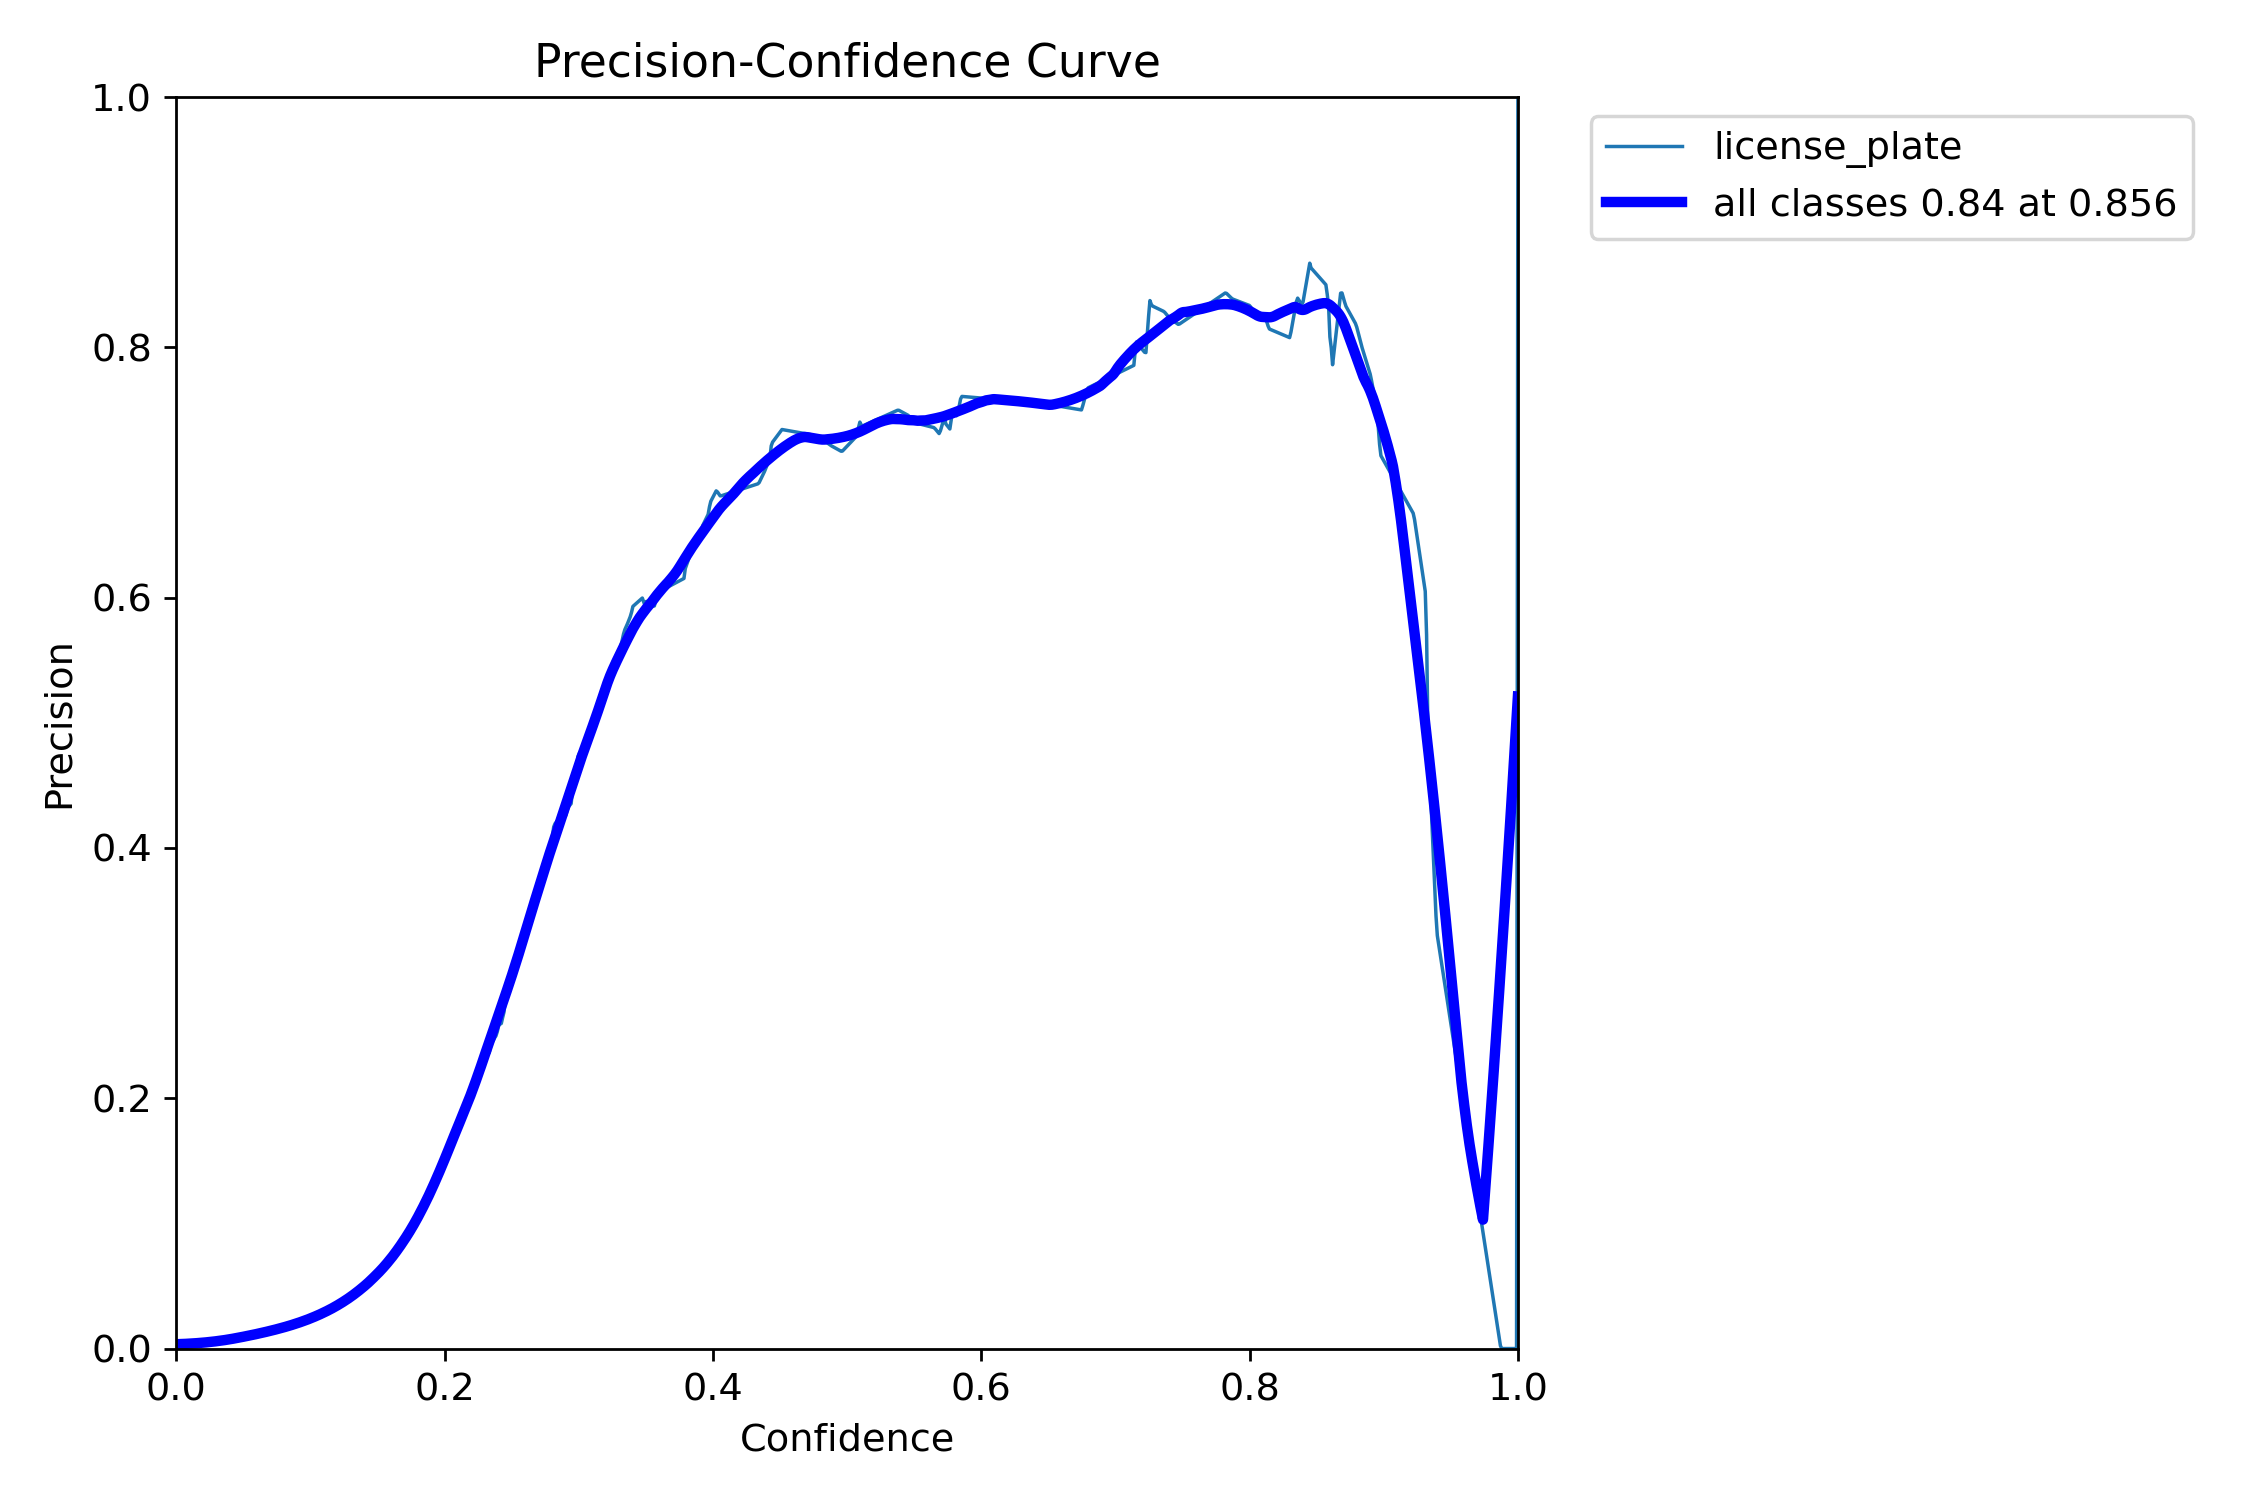 Precision-Confidence Curve
1.0
0.8
0.6
0.4
0.2
0.0
Precision
0.0 0.2 0.4 0.6 0.8 1.0
Confidence
license_plate
all classes 0.84 at 0.856